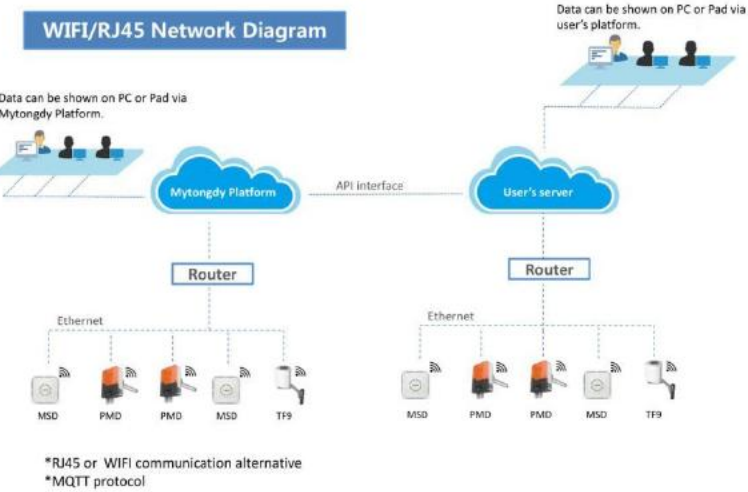 WIFI/RJ45 Network Diagram
Data can be shown on PC or Pad via
user's platform.
Data can be shown on PC or Pad via
Mytongdy Platform.
Mytongdy Platform
API interface
User's server
Router
Router
Ethernet
Ethernet
MSD PMD PMD MSD TF9
MSD PMD PMD MSD TF9
*RJ45 or WIFI communication alternative
*MQTT protocol